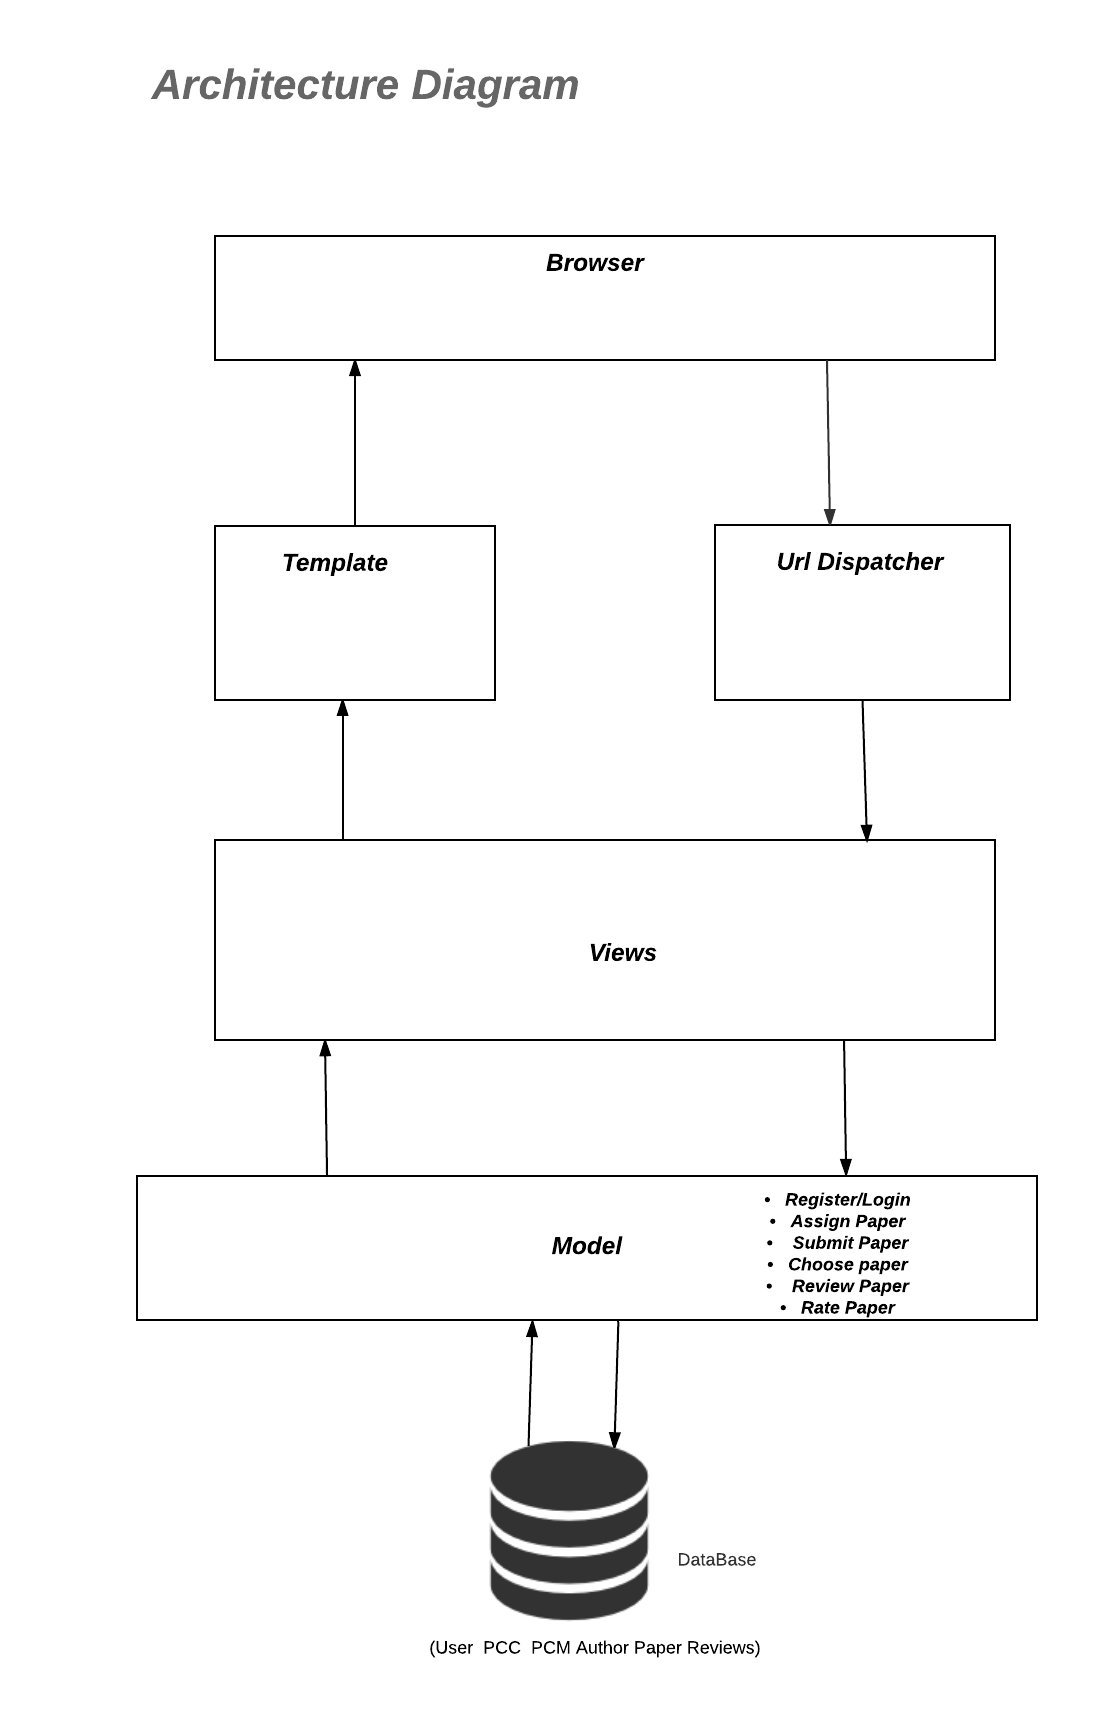 Architecture Diagram
Browser
Template
Url Dispatcher
Views
Model
• Register/Login
• Assign Paper
• Submit Paper
• Choose paper
• Review Paper
• Rate Paper
DataBase
(User PCC PCM Author Paper Reviews)